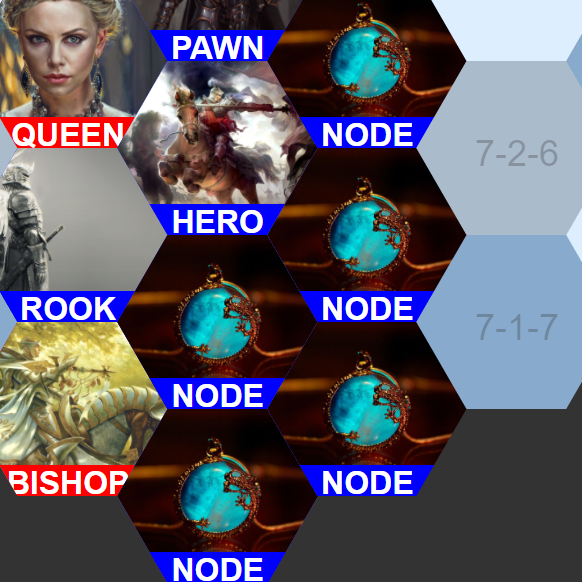 PAWN
QUEEN
NODE
7-2-6
HERO
ROOK
NODE
7-1-7
NODE
BISHOP
NODE
NODE